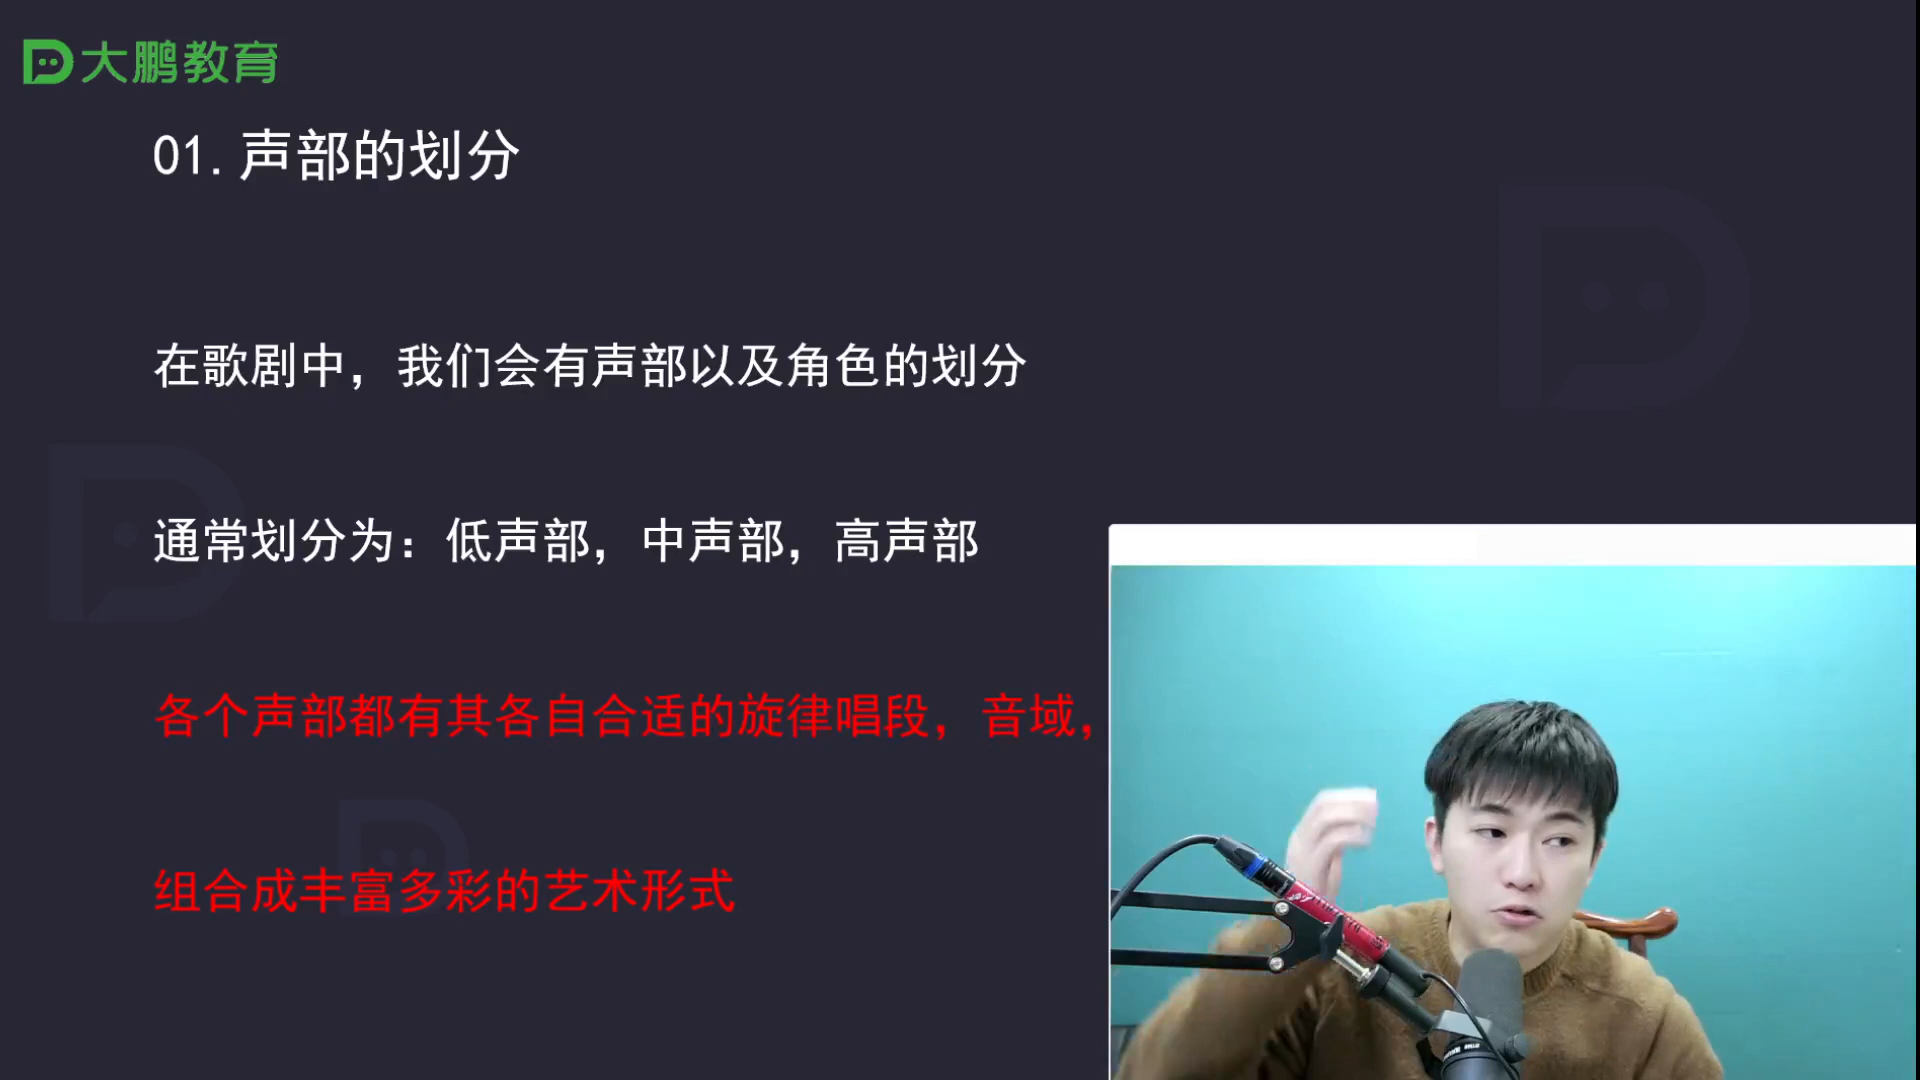 大鹏教育
01.声部的划分
在歌剧中，我们会有声部以及角色的划分
通常划分为：低声部，中声部，高声部
各个声部都有其各自合适的旋律唱段，音域，
组合成丰富多彩的艺术形式